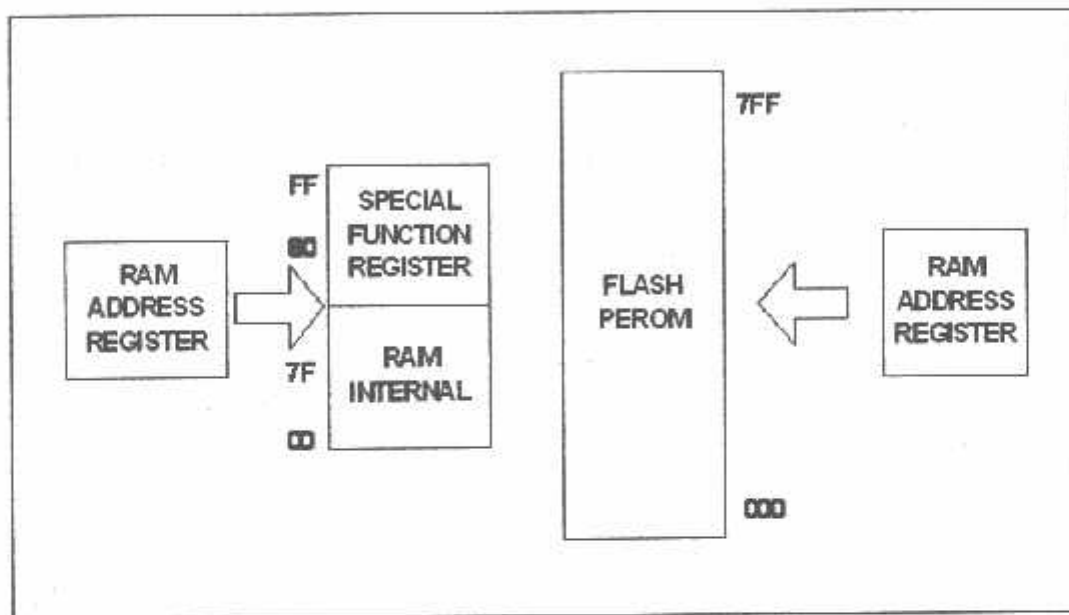 7FF
FF
SPECIAL
FUNCTION
REGISTER
80
RAM
ADDRESS
REGISTER
7F
RAM
INTERNAL
00
FLASH
PEROM
RAM
ADDRESS
REGISTER
000